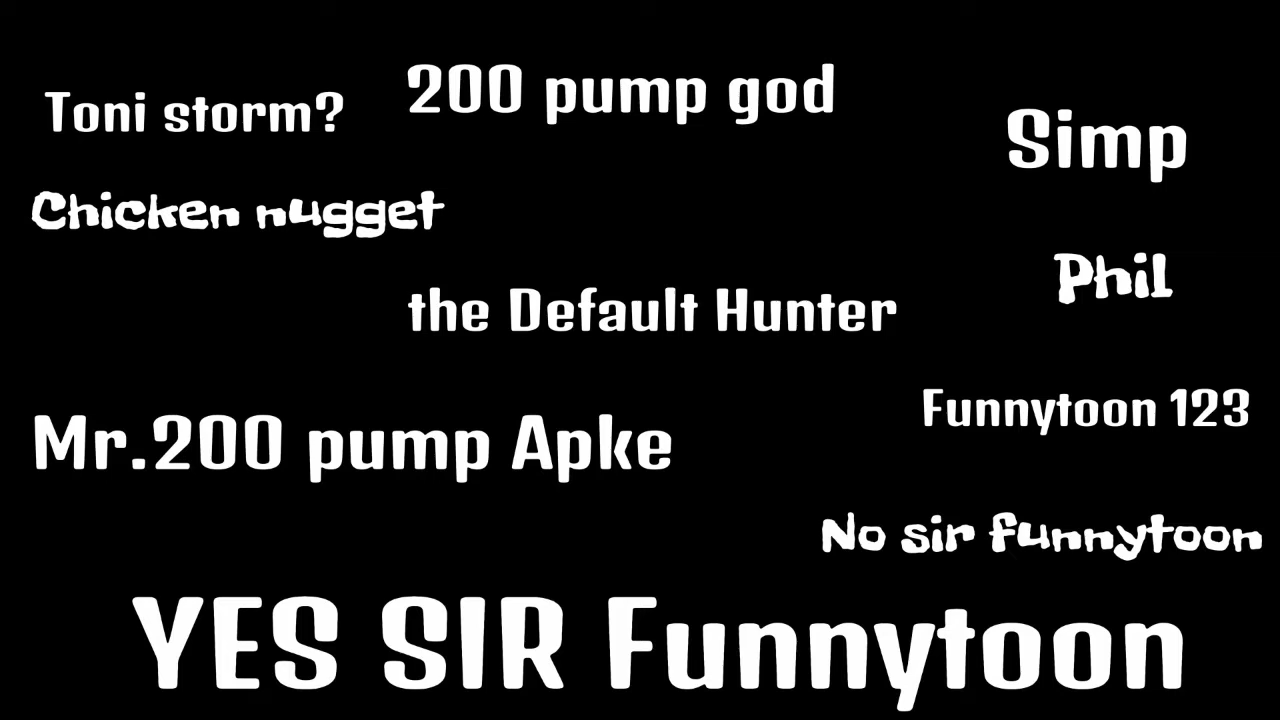 Toni storm?
200 pump god
Simp
Chicken nugget
Phil
the Default Hunter
Funnytoon 123
Mr.200 pump Apke
No sir funnytoon
YES SIR Funnytoon